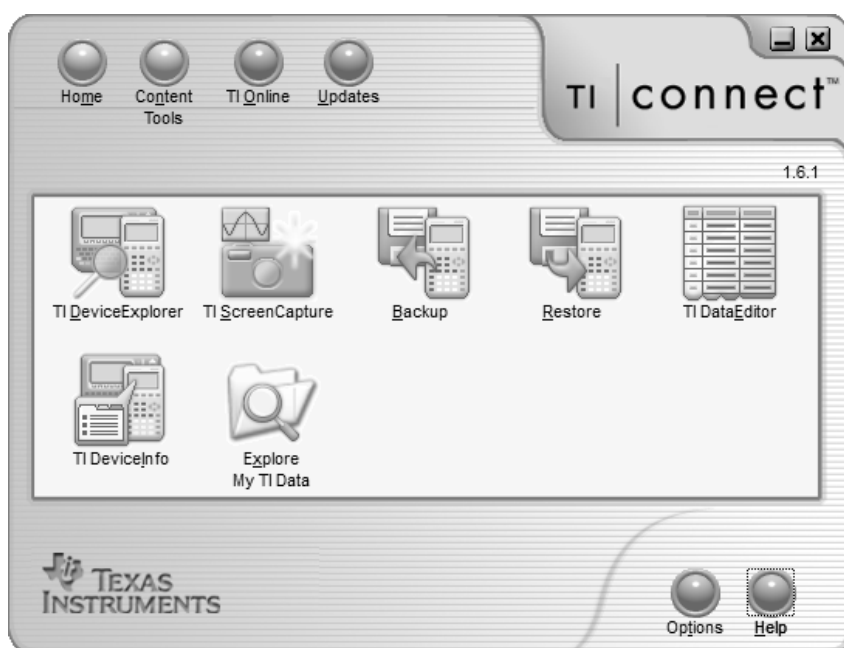 Home
Content
Tools
TI Online
Updates
TI connect™
1.6.1
TI DeviceExplorer
TI ScreenCapture
Backup
Restore
TI DataEditor
TI DeviceInfo
Explore
My TI Data
TEXAS
INSTRUMENTS
Options
Help